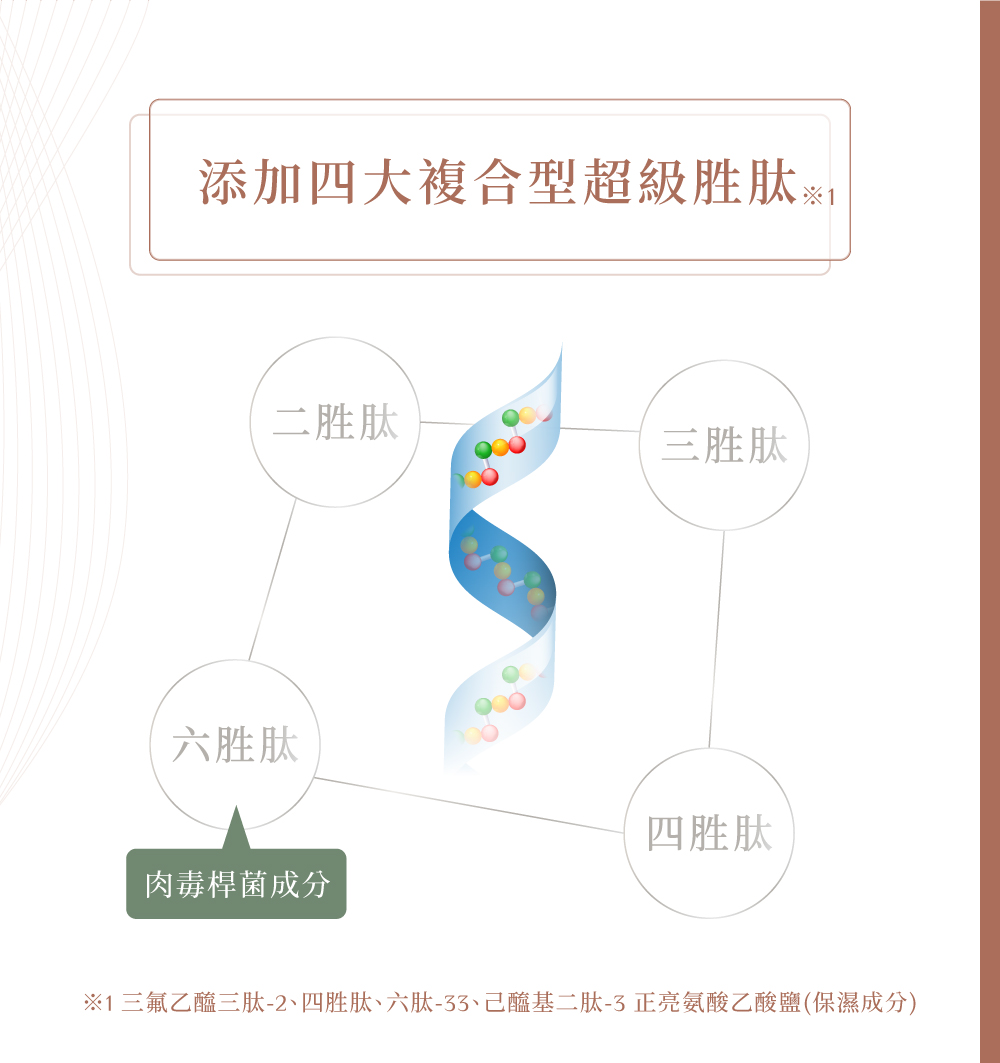 添加四大複合型超級胜肽※1
二胜肽
三胜肽
六胜肽
四胜肽
肉毒桿菌成分
※1 三氟乙醯三肽-2、四胜肽、六肽-33、己醯基二肽-3 正亮氨酸乙酸鹽(保濕成分)